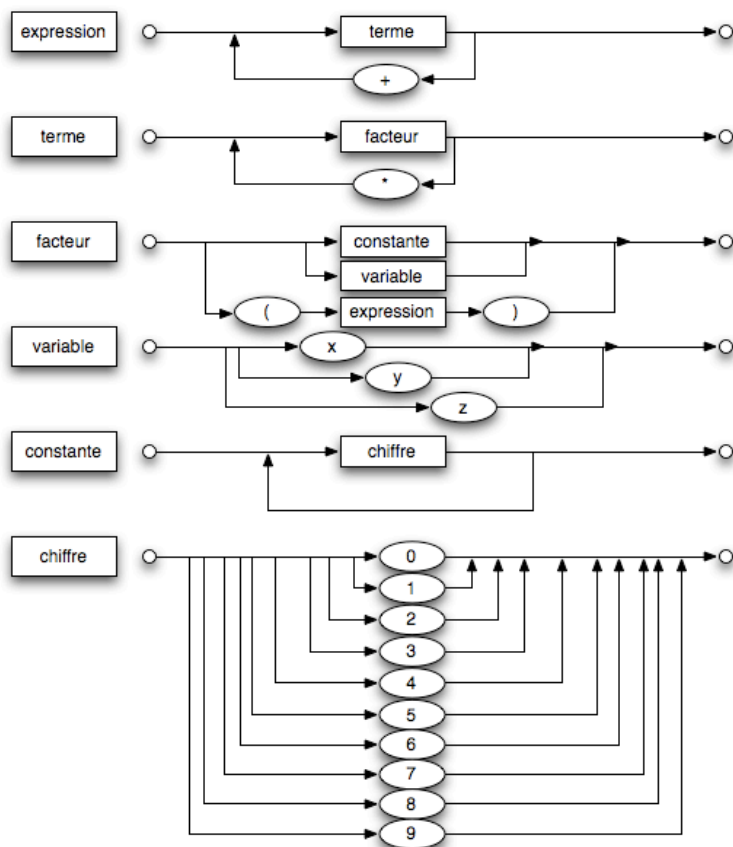 expression terme
+
terme facteur
*
facteur constante
variable
( expression )
variable x
y
z
constante chiffre
chiffre 0
1
2
3
4
5
6
7
8
9